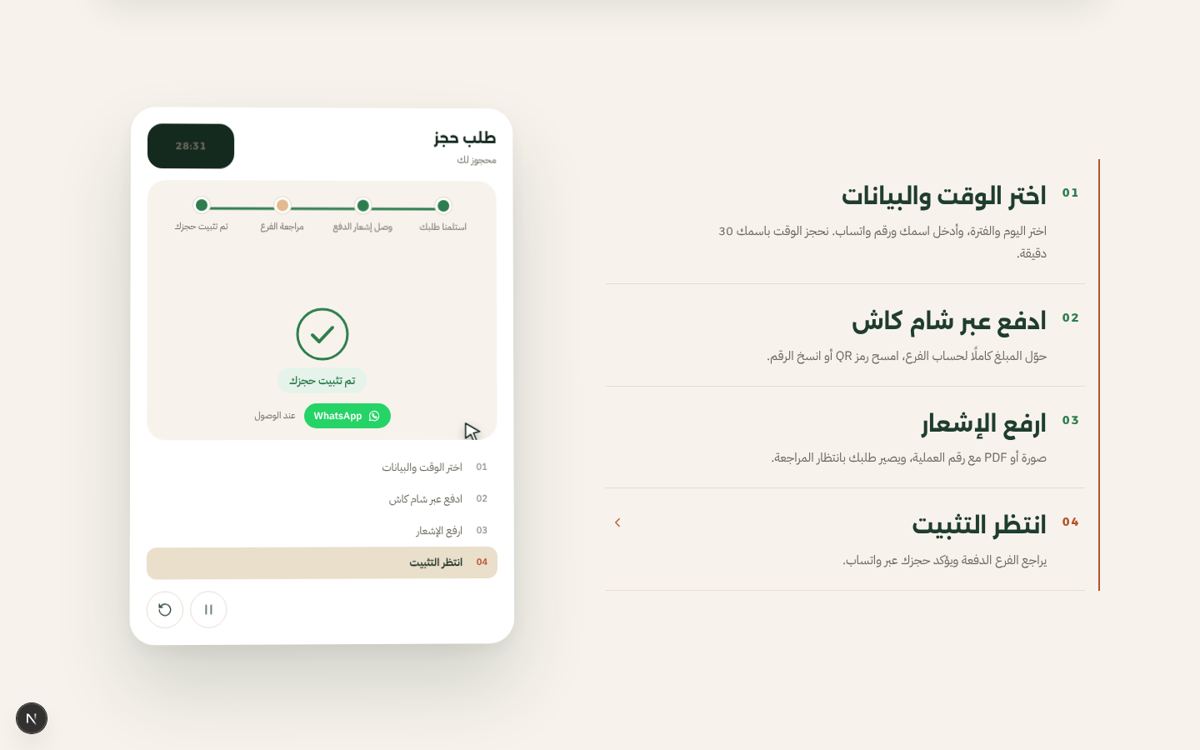 01
اختر الوقت والبيانات
اختر اليوم والفترة، وأدخل اسمك ورقم واتساب. نحجز الوقت باسمك 30
دقيقة.
02
ادفع عبر شام كاش
حوّل المبلغ كاملًا لحساب الفرع، امسح رمز QR أو انسخ الرقم.
03
ارفع الإشعار
صورة أو PDF مع رقم العملية، ويصير طلبك بانتظار المراجعة.
04
انتظر التثبيت
يراجع الفرع الدفعة ويؤكد حجزك عبر واتساب.
طلب حجز
محجوز لك
28:31
استلمنا طلبك
وصل إشعار الدفع
مراجعة الفرع
تم تثبيت حجزك
تم تثبيت حجزك
WhatsApp
عند الوصول
01 اختر الوقت والبيانات
02 ادفع عبر شام كاش
03 ارفع الإشعار
04 انتظر التثبيت
N